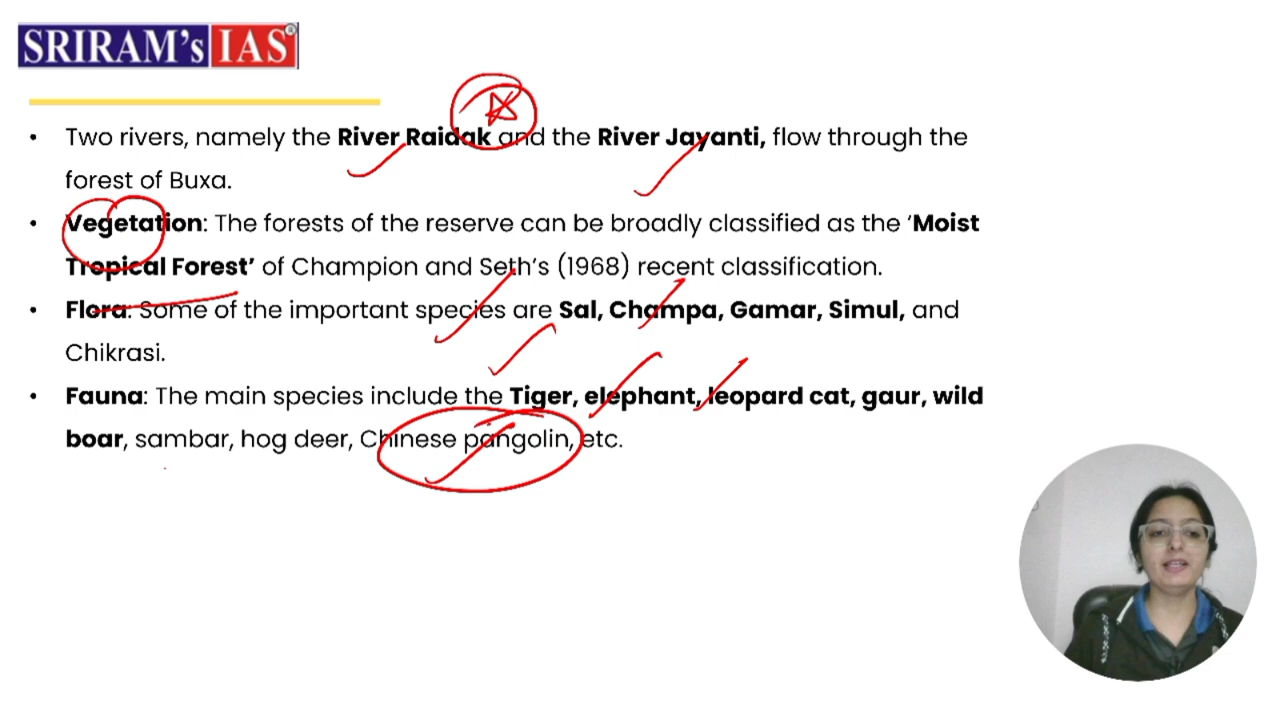 SRIRAM's IAS®
• Two rivers, namely the River Raidak and the River Jayanti, flow through the
forest of Buxa.
• Vegetation: The forests of the reserve can be broadly classified as the ‘Moist
Tropical Forest’ of Champion and Seth's (1968) recent classification.
• Flora: Some of the important species are Sal, Champa, Gamar, Simul, and
Chikrasi.
• Fauna: The main species include the Tiger, elephant, leopard cat, gaur, wild
boar, sambar, hog deer, Chinese pangolin, etc.